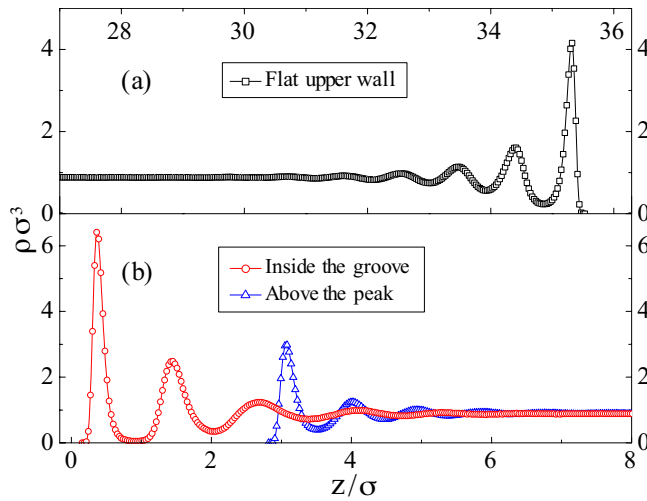 28 30 32 34 36
4
2
0
4
2
0
(a)
Flat upper wall
ρσ³
6
4
2
0
6
4
2
0
(b)
Inside the groove
Above the peak
0 2 4 6 8
z/σ